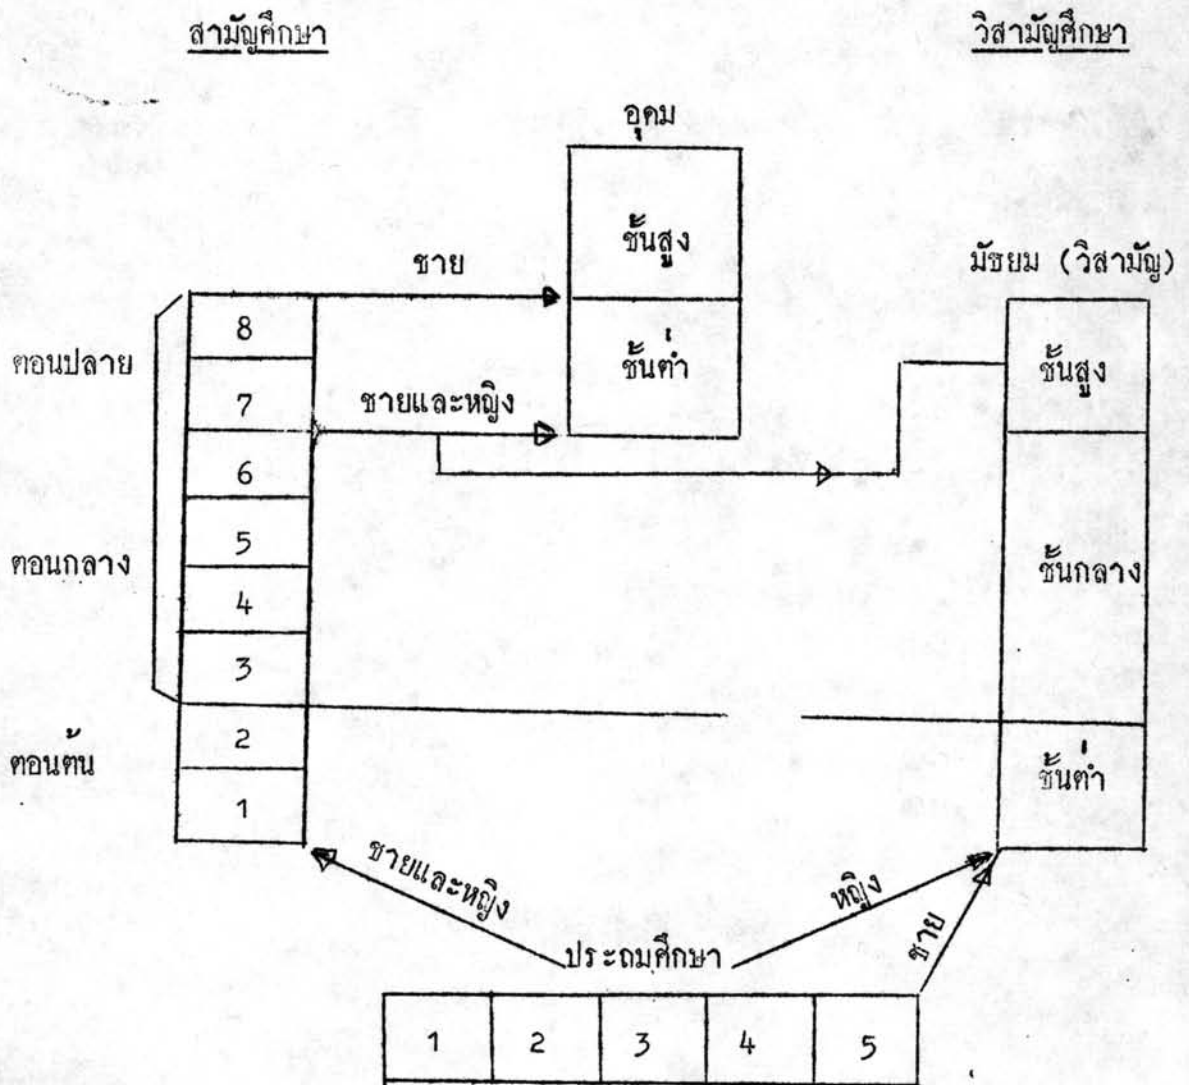 สามัญศึกษา
วิสามัญศึกษา
อุดม
ชั้นสูง
ชั้นต่ำ
ชาย
ชายและหญิง
มัธยม (วิสามัญ)
ชั้นสูง
ชั้นกลาง
ชั้นต่ำ
ตอนปลาย
ตอนกลาง
ตอนต้น
8
7
6
5
4
3
2
1
ชายและหญิง
หญิง
ชาย
ประถมศึกษา
1 2 3 4 5